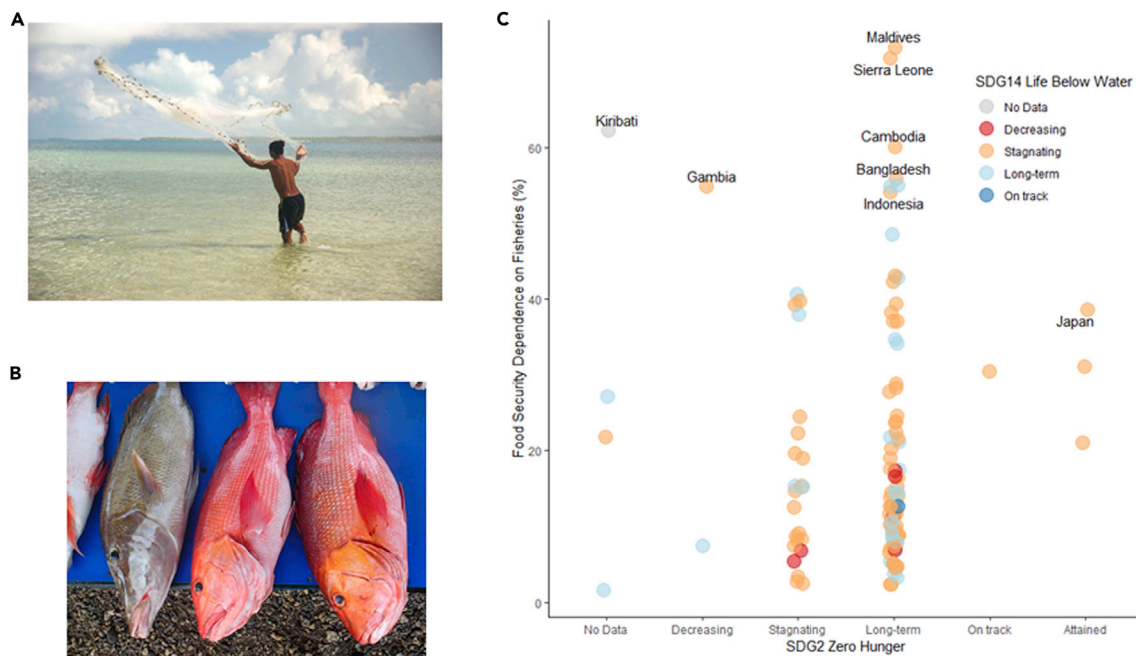 A
B
C
Food Security Dependence on Fisheries (%)
60
40
20
0
Maldives
Sierra Leone
Kiribati
Cambodia
Gambia
Bangladesh
Indonesia
Japan
SDG14 Life Below Water
No Data
Decreasing
Stagnating
Long-term
On track
No Data
Decreasing
Stagnating
Long-term
On track
Attained
SDG2 Zero Hunger